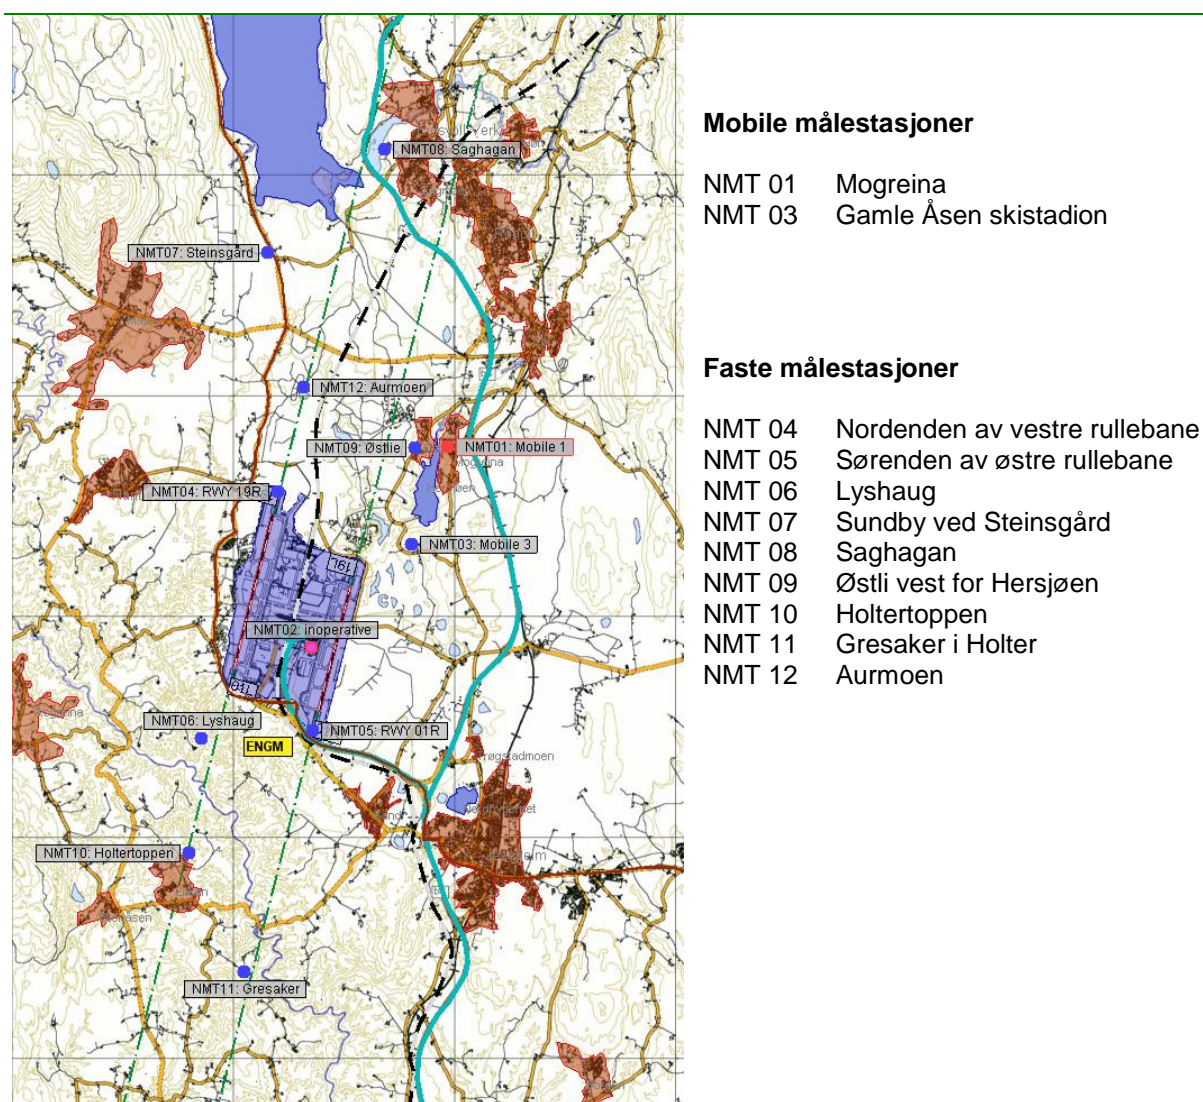 NMT08: Saghagan
NMT07: Steinsgård
NMT12: Aurmoen
NMT09: Østlie
NMT01: Mobile 1
Mogreina
NMT04: RWY 19R
NMT03: Mobile 3
19L
NMT02: inoperative
NMT06: Lyshaug
NMT05: RWY 01R
ENGM
NMT10: Holtertoppen
NMT11: Gresaker
Mobile målestasjoner
NMT 01 Mogreina
NMT 03 Gamle Åsen skistadion
Faste målestasjoner
NMT 04 Nordenden av vestre rullebane
NMT 05 Sørenden av østre rullebane
NMT 06 Lyshaug
NMT 07 Sundby ved Steinsgård
NMT 08 Saghagan
NMT 09 Østli vest for Hersjøen
NMT 10 Holtertoppen
NMT 11 Gresaker i Holter
NMT 12 Aurmoen